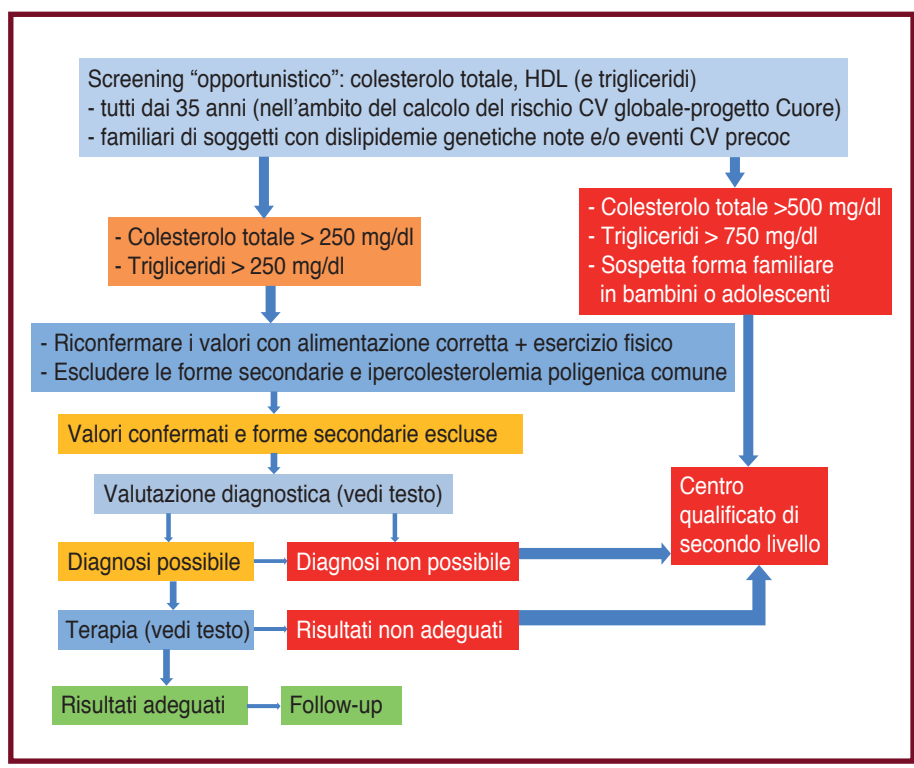 Screening “opportunistico”: colesterolo totale, HDL (e trigliceridi)
- tutti dai 35 anni (nell’ambito del calcolo del rischio CV globale-progetto Cuore)
- familiari di soggetti con dislipidemie genetiche note e/o eventi CV precoc
- Colesterolo totale > 250 mg/dl
- Trigliceridi > 250 mg/dl
- Colesterolo totale >500 mg/dl
- Trigliceridi > 750 mg/dl
- Sospetta forma familiare
in bambini o adolescenti
- Riconfermare i valori con alimentazione corretta + esercizio fisico
- Escludere le forme secondarie e ipercolesterolemia poligenica comune
Valori confermati e forme secondarie escluse
Valutazione diagnostica (vedi testo)
Centro
qualificato di
secondo livello
Diagnosi possibile
Diagnosi non possibile
Terapia (vedi testo)
Risultati non adeguati
Risultati adeguati
Follow-up